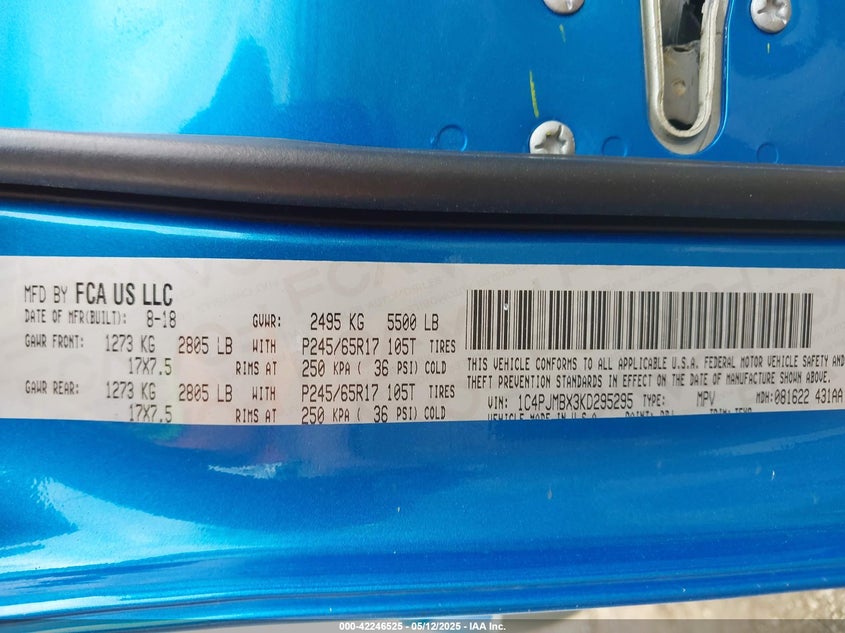 MFD BY FCA US LLC
DATE OF MFR(BUILT): 8-18 GVWR: 2495 KG 5500 LB
GAWR FRONT: 1273 KG 2805 LB WITH P245/65R17 105T TIRES
17X7.5 RIMS AT 250 KPA ( 36 PSI) COLD
GAWR REAR: 1273 KG 2805 LB WITH P245/65R17 105T TIRES
17X7.5 RIMS AT 250 KPA ( 36 PSI) COLD
THIS VEHICLE CONFORMS TO ALL APPLICABLE U.S.A. FEDERAL MOTOR VEHICLE SAFETY AND
THEFT PREVENTION STANDARDS IN EFFECT ON THE DATE OF MANUFACTURE SHOWN ABOVE.
VIN: 1C4PJMBX3KD295295 TYPE: MPV MDH: 081622 431AA
VEHICLE MADE IN U.S.A
000-42246525 - 05/12/2025 - IAA Inc.